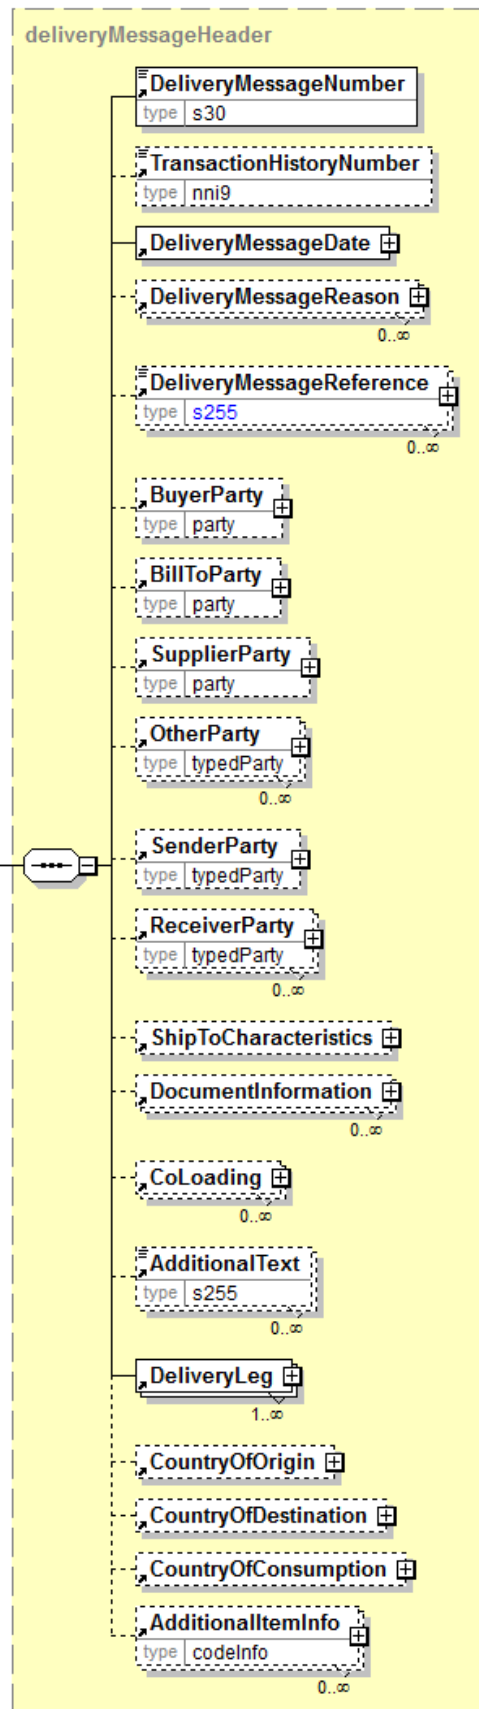 deliveryMessageHeader
DeliveryMessageNumber
type s30
TransactionHistoryNumber
type nni9
DeliveryMessageDate
DeliveryMessageReason
0..∞
DeliveryMessageReference
type s255
0..∞
BuyerParty
type party
BillToParty
type party
SupplierParty
type party
OtherParty
type typedParty
0..∞
SenderParty
type typedParty
ReceiverParty
type typedParty
0..∞
ShipToCharacteristics
DocumentInformation
0..∞
CoLoading
0..∞
AdditionalText
type s255
0..∞
DeliveryLeg
1..∞
CountryOfOrigin
CountryOfDestination
CountryOfConsumption
AdditionalItemInfo
type codeInfo
0..∞